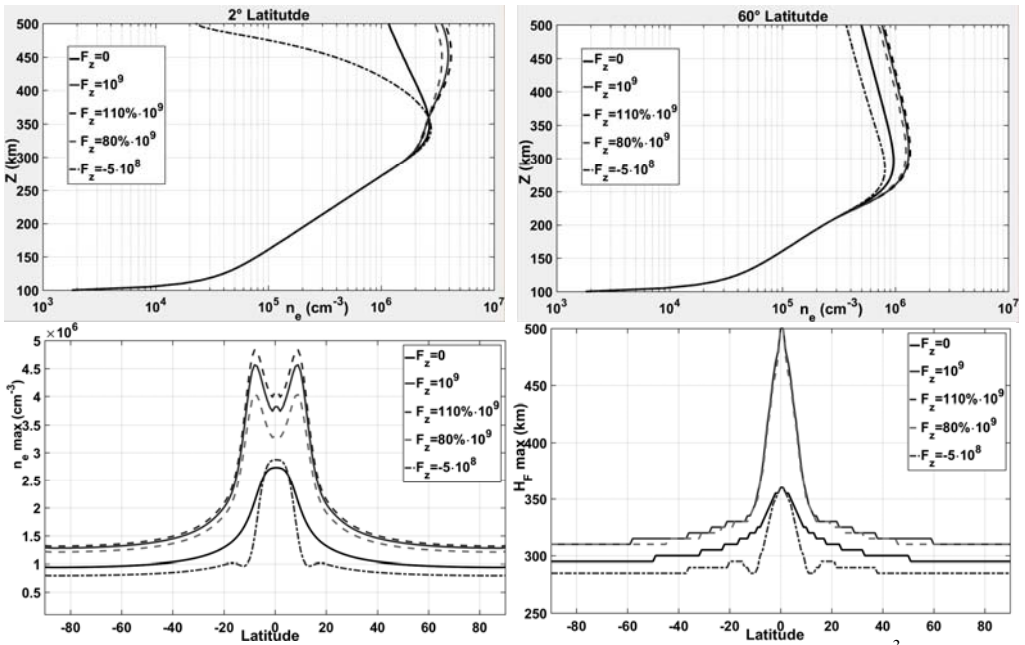 2° Latitutde
Z (km)
500
450
400
350
300
250
200
150
100
F_z=0
F_z=10^9
F_z=110%·10^9
F_z=80%·10^9
F_z=-5·10^8
10^3 10^4 10^5 10^6 10^7
n_e (cm^-3)
60° Latitutde
Z (km)
500
450
400
350
300
250
200
150
100
F_z=0
F_z=10^9
F_z=110%·10^9
F_z=80%·10^9
F_z=-5·10^8
10^3 10^4 10^5 10^6 10^7
n_e (cm^-3)
×10^6
n_e max (cm^-3)
5
4.5
4
3.5
3
2.5
2
1.5
1
0.5
F_z=0
F_z=10^9
F_z=110%·10^9
F_z=80%·10^9
F_z=-5·10^8
-80 -60 -40 -20 0 20 40 60 80
Latitude
H_F max (km)
500
450
400
350
300
250
F_z=0
F_z=10^9
F_z=110%·10^9
F_z=80%·10^9
F_z=-5·10^8
-80 -60 -40 -20 0 20 40 60 80
Latitude